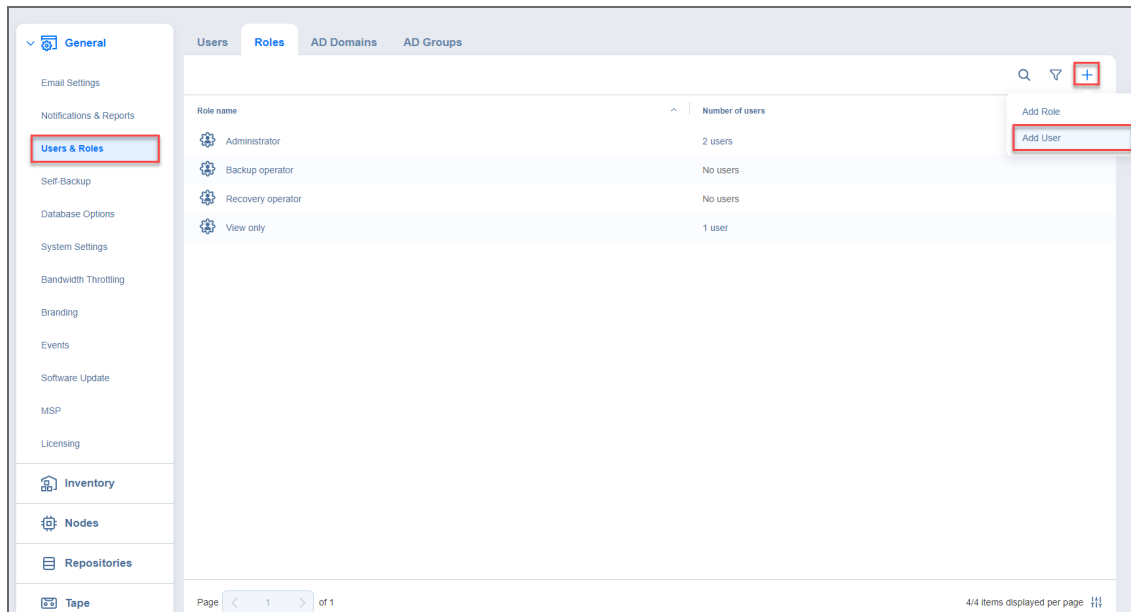 General
Email Settings
Notifications & Reports
Users & Roles
Self-Backup
Database Options
System Settings
Bandwidth Throttling
Branding
Events
Software Update
MSP
Licensing
Inventory
Nodes
Repositories
Tape
Users Roles AD Domains AD Groups
Add Role
Add User
Role name Number of users
Administrator 2 users
Backup operator No users
Recovery operator No users
View only 1 user
Page 1 of 1 4/4 items displayed per page